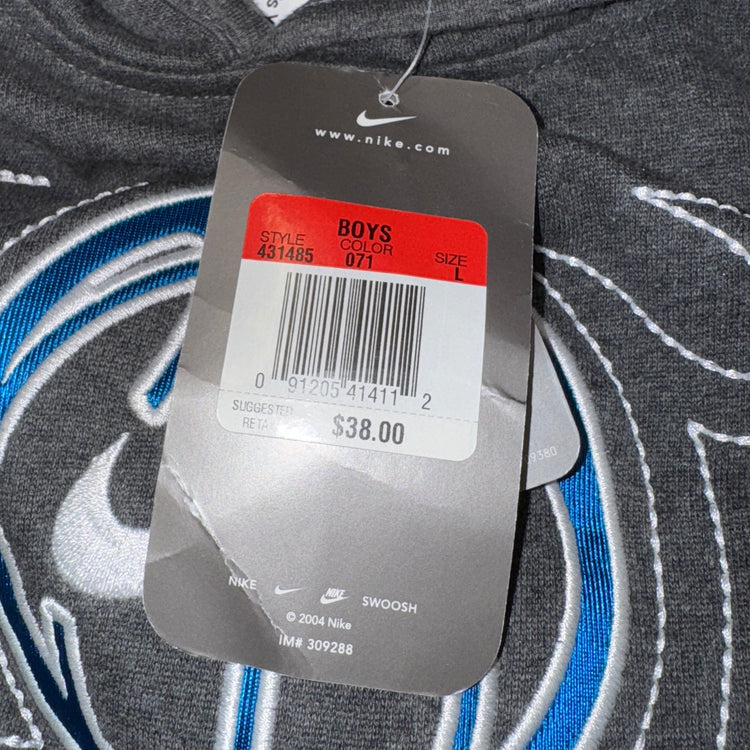 www.nike.com
BOYS
STYLE COLOR SIZE
431485 071 L
0 91205 41411 2
SUGGESTED
$38.00
NIKE NIKE SWOOSH
© 2004 Nike
IM# 309288
9380